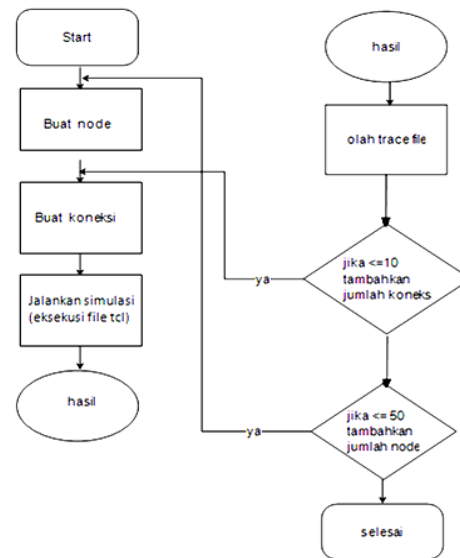 Start
Buat node
Buat koneksi
Jalankan simulasi
(eksekusi file tcl)
hasil
hasil
olah trace file
jika <=10
tambahkan
jumlah koneks
ya
jika <= 50
tambahkan
jumlah node
ya
selesai